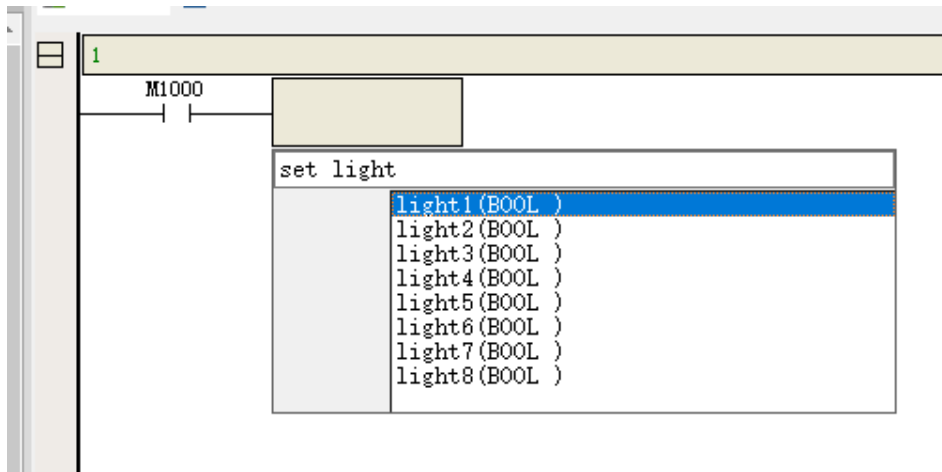 1
M1000
set light
light1(BOOL )
light2(BOOL )
light3(BOOL )
light4(BOOL )
light5(BOOL )
light6(BOOL )
light7(BOOL )
light8(BOOL )